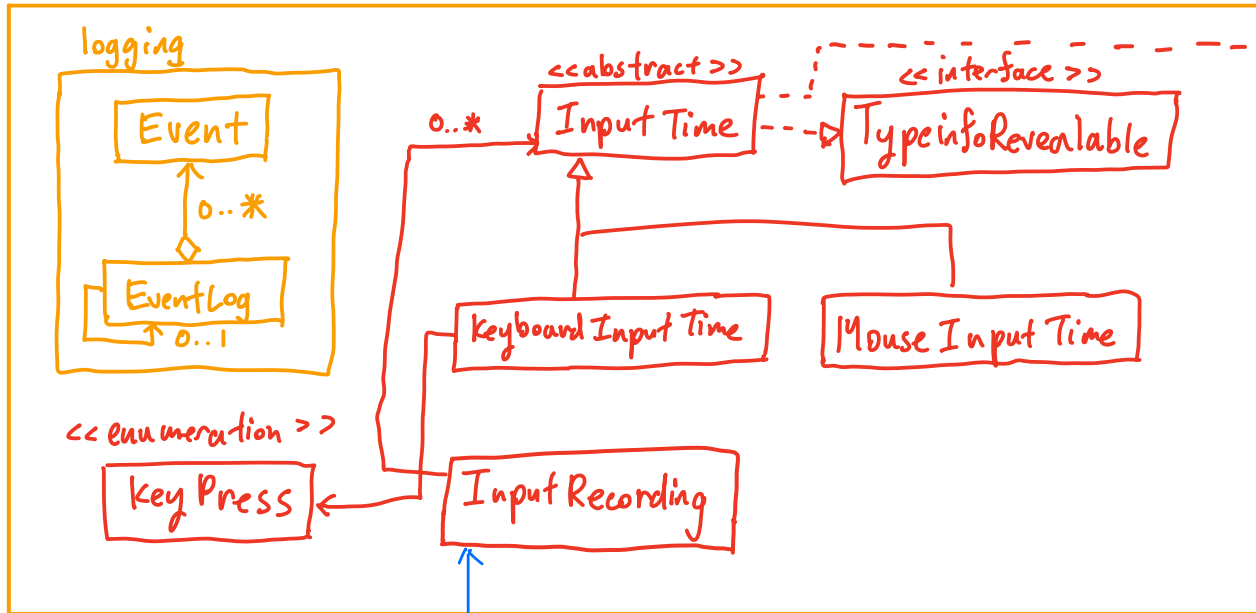 logging
Event
0..*
EventLog
0..1
<<abstract>>
Input Time
<<interface>>
TypeinfoRevealable
0..*
KeyboardInputTime
Mouse Input Time
<<enumeration>>
Key Press
InputRecording